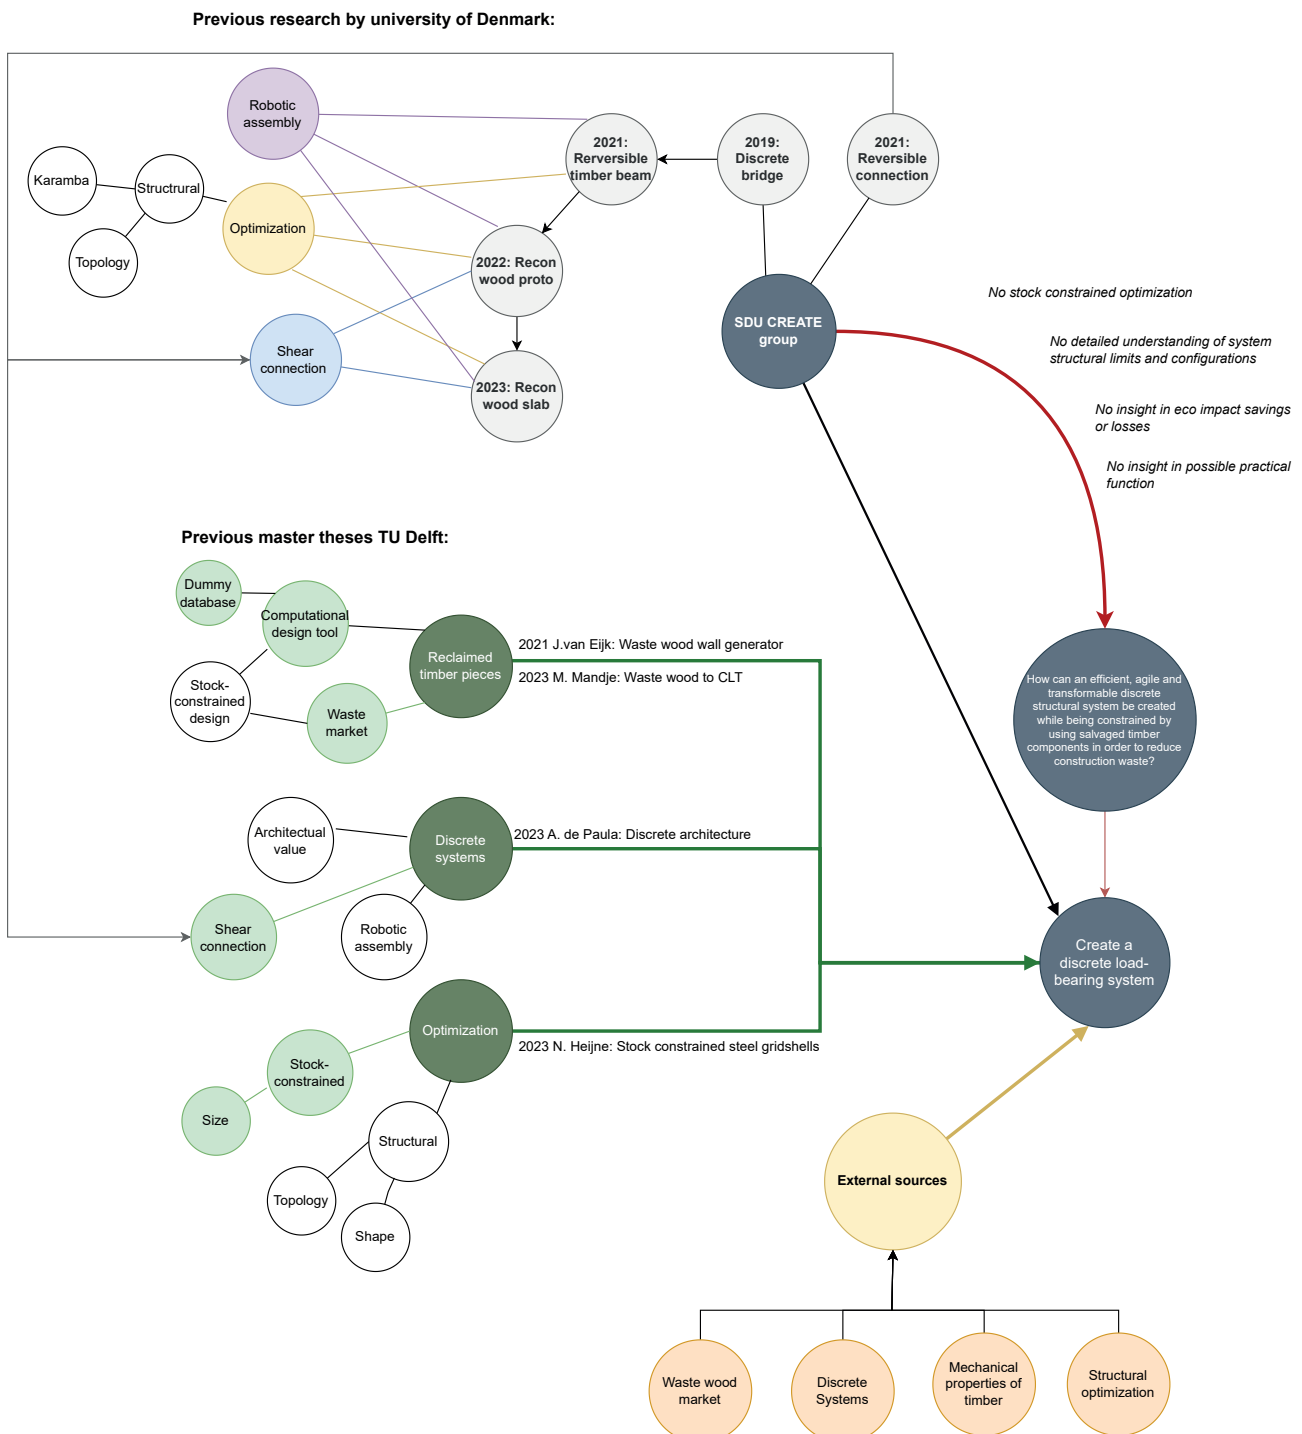 Previous research by university of Denmark:
Robotic
assembly
2021:
Rerversible
timber beam
2019:
Discrete
bridge
2021:
Reversible
connection
Karamba
Structrural
Optimization
Topology
2022: Recon
wood proto
SDU CREATE
group
No stock constrained optimization
No detailed understanding of system
structural limits and configurations
Shear
connection
2023: Recon
wood slab
No insight in eco impact savings
or losses
No insight in possible practical
function
Previous master theses TU Delft:
Dummy
database
Computational
design tool
Reclaimed
timber pieces
2021 J.van Eijk: Waste wood wall generator
2023 M. Mandje: Waste wood to CLT
Stock-
constrained
design
Waste
market
How can an efficient, agile and
transformable discrete
structural system be created
while being constrained by
using salvaged timber
components in order to reduce
construction waste?
Architectual
value
Discrete
systems
2023 A. de Paula: Discrete architecture
Shear
connection
Robotic
assembly
Create a
discrete load-
bearing system
Optimization
2023 N. Heijne: Stock constrained steel gridshells
Stock-
constrained
Size
Structural
Topology
Shape
External sources
Waste wood
market
Discrete
Systems
Mechanical
properties of
timber
Structural
optimization